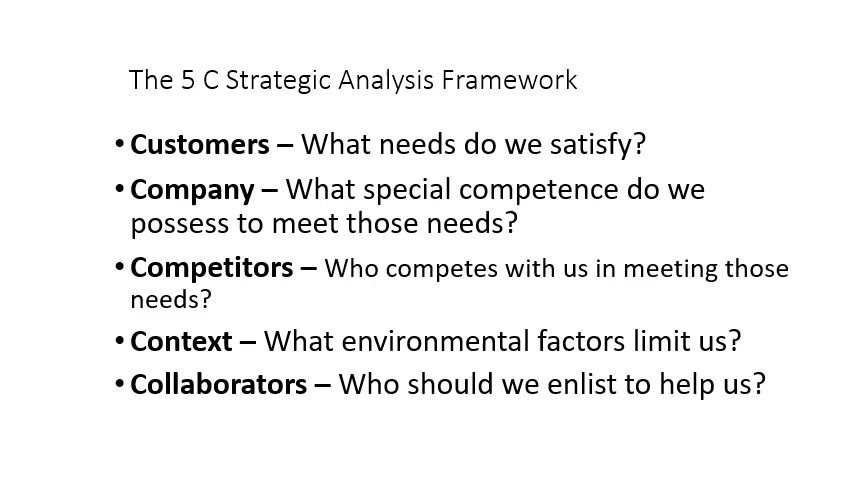 The 5 C Strategic Analysis Framework
• Customers – What needs do we satisfy?
• Company – What special competence do we
possess to meet those needs?
• Competitors – Who competes with us in meeting those
needs?
• Context – What environmental factors limit us?
• Collaborators – Who should we enlist to help us?